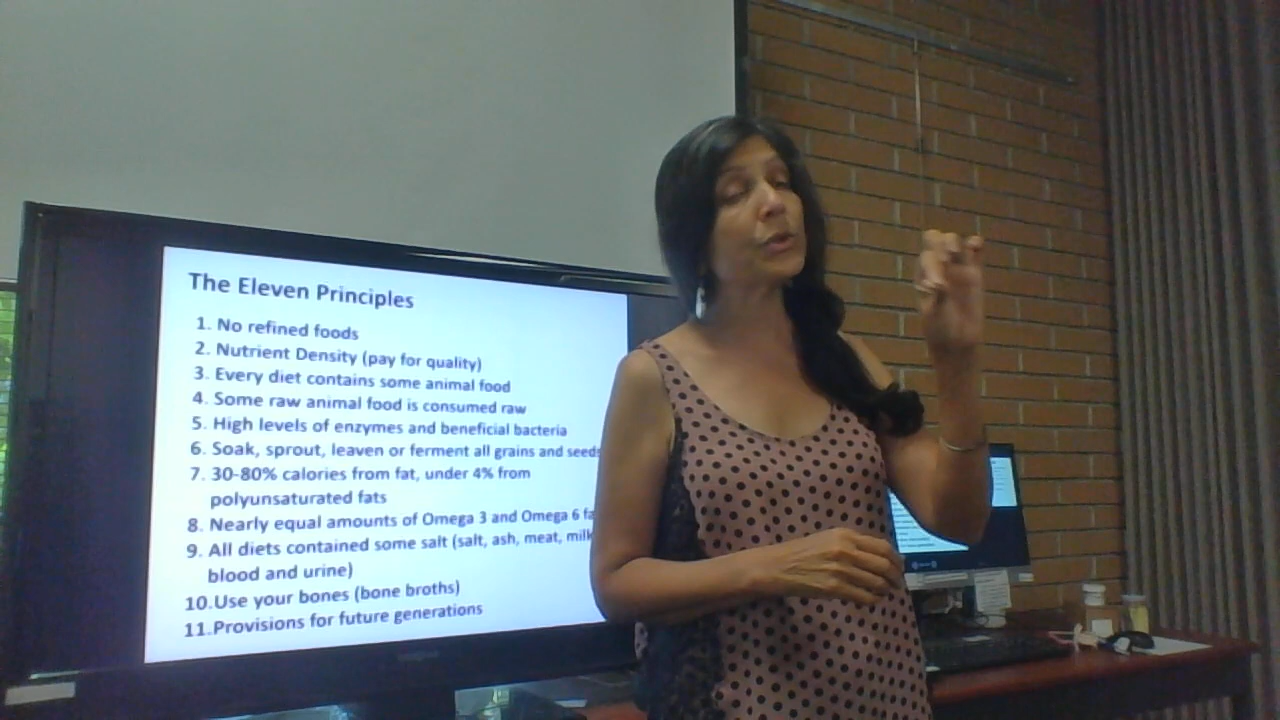 The Eleven Principles
1. No refined foods
2. Nutrient Density (pay for quality)
3. Every diet contains some animal food
4. Some raw animal food is consumed raw
5. High levels of enzymes and beneficial bacteria
6. Soak, sprout, leaven or ferment all grains and seeds
7. 30-80% calories from fat, under 4% from
polyunsaturated fats
8. Nearly equal amounts of Omega 3 and Omega 6 fa
9. All diets contained some salt (salt, ash, meat, milk
blood and urine)
10.Use your bones (bone broths)
11.Provisions for future generations